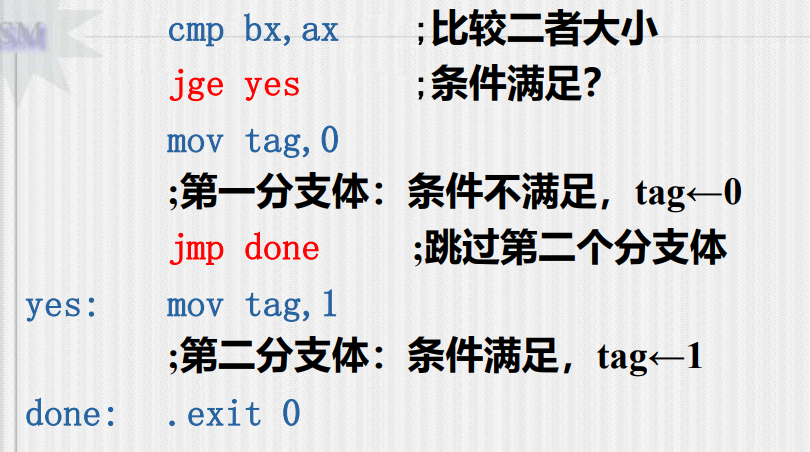 SM
cmp bx,ax ;比较二者大小
jge yes ;条件满足？
mov tag,0
;第一分支体：条件不满足，tag←0
jmp done ;跳过第二个分支体
yes: mov tag,1
;第二分支体：条件满足，tag←1
done: .exit 0